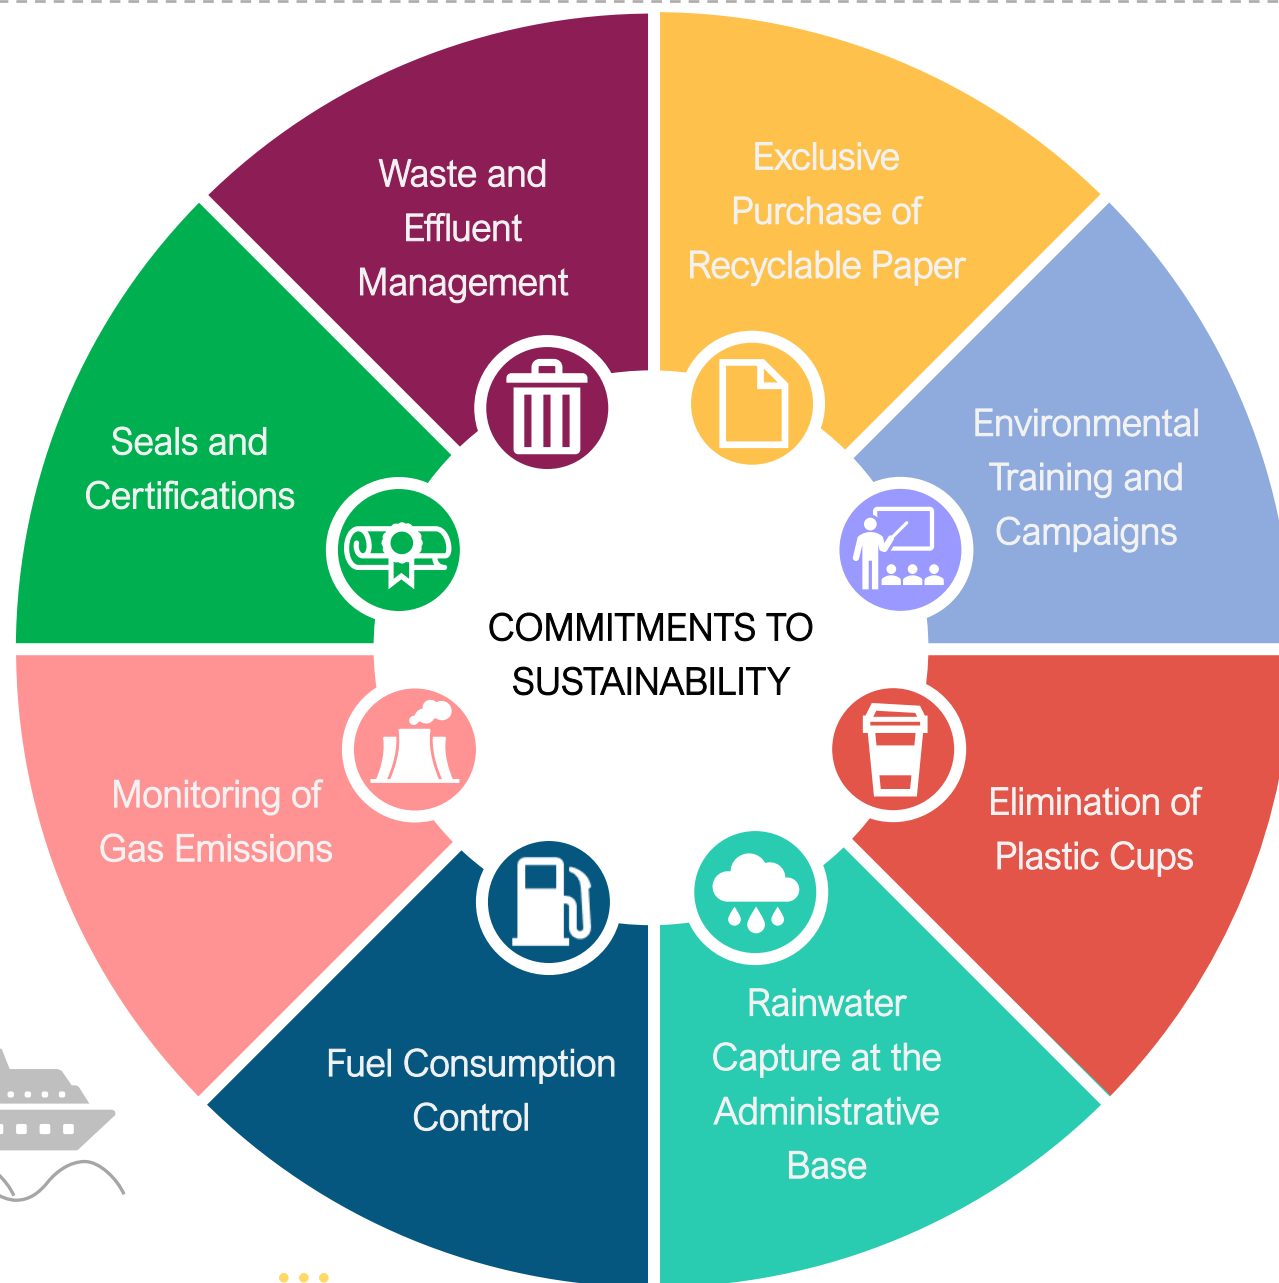 Waste and
Effluent
Management
Exclusive
Purchase of
Recyclable Paper
Environmental
Training and
Campaigns
Elimination of
Plastic Cups
Rainwater
Capture at the
Administrative
Base
Fuel Consumption
Control
Monitoring of
Gas Emissions
Seals and
Certifications
COMMITMENTS TO
SUSTAINABILITY